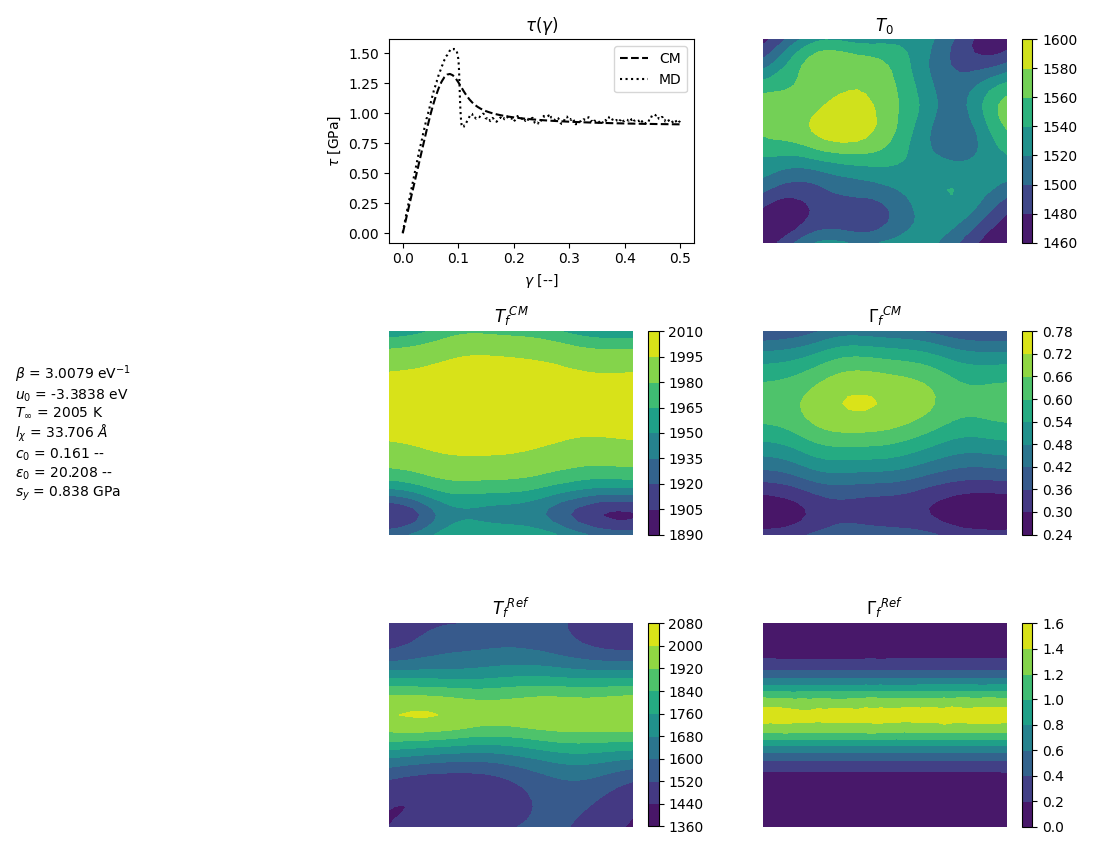 τ(γ)
τ [GPa]
1.50
1.25
1.00
0.75
0.50
0.25
0.00
CM
MD
0.0 0.1 0.2 0.3 0.4 0.5
γ [--]
T₀
1600
1580
1560
1540
1520
1500
1480
1460
β = 3.0079 eV⁻¹
u₀ = -3.3838 eV
T∞ = 2005 K
lᵪ = 33.706 Å
c₀ = 0.161 --
ε₀ = 20.208 --
s_y = 0.838 GPa
T_f^CM
2010
1995
1980
1965
1950
1935
1920
1905
1890
Γ_f^CM
0.78
0.72
0.66
0.60
0.54
0.48
0.42
0.36
0.30
0.24
T_f^Ref
2080
2000
1920
1840
1760
1680
1600
1520
1440
1360
Γ_f^Ref
1.6
1.4
1.2
1.0
0.8
0.6
0.4
0.2
0.0